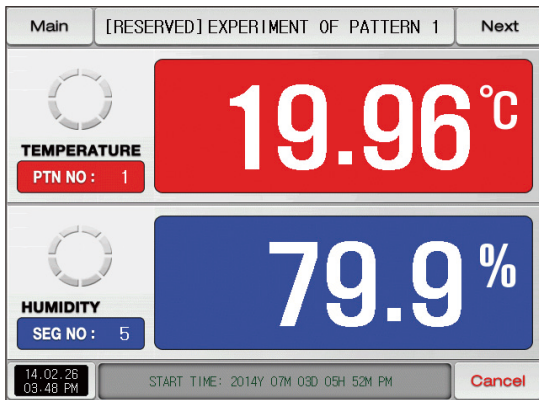 Main [RESERVED]EXPERIMENT OF PATTERN 1 Next
19.96°C
TEMPERATURE
PTN NO : 1
79.9%
HUMIDITY
SEG NO : 5
14.02.26
03:48 PM
START TIME: 2014Y 07M 03D 05H 52M PM
Cancel